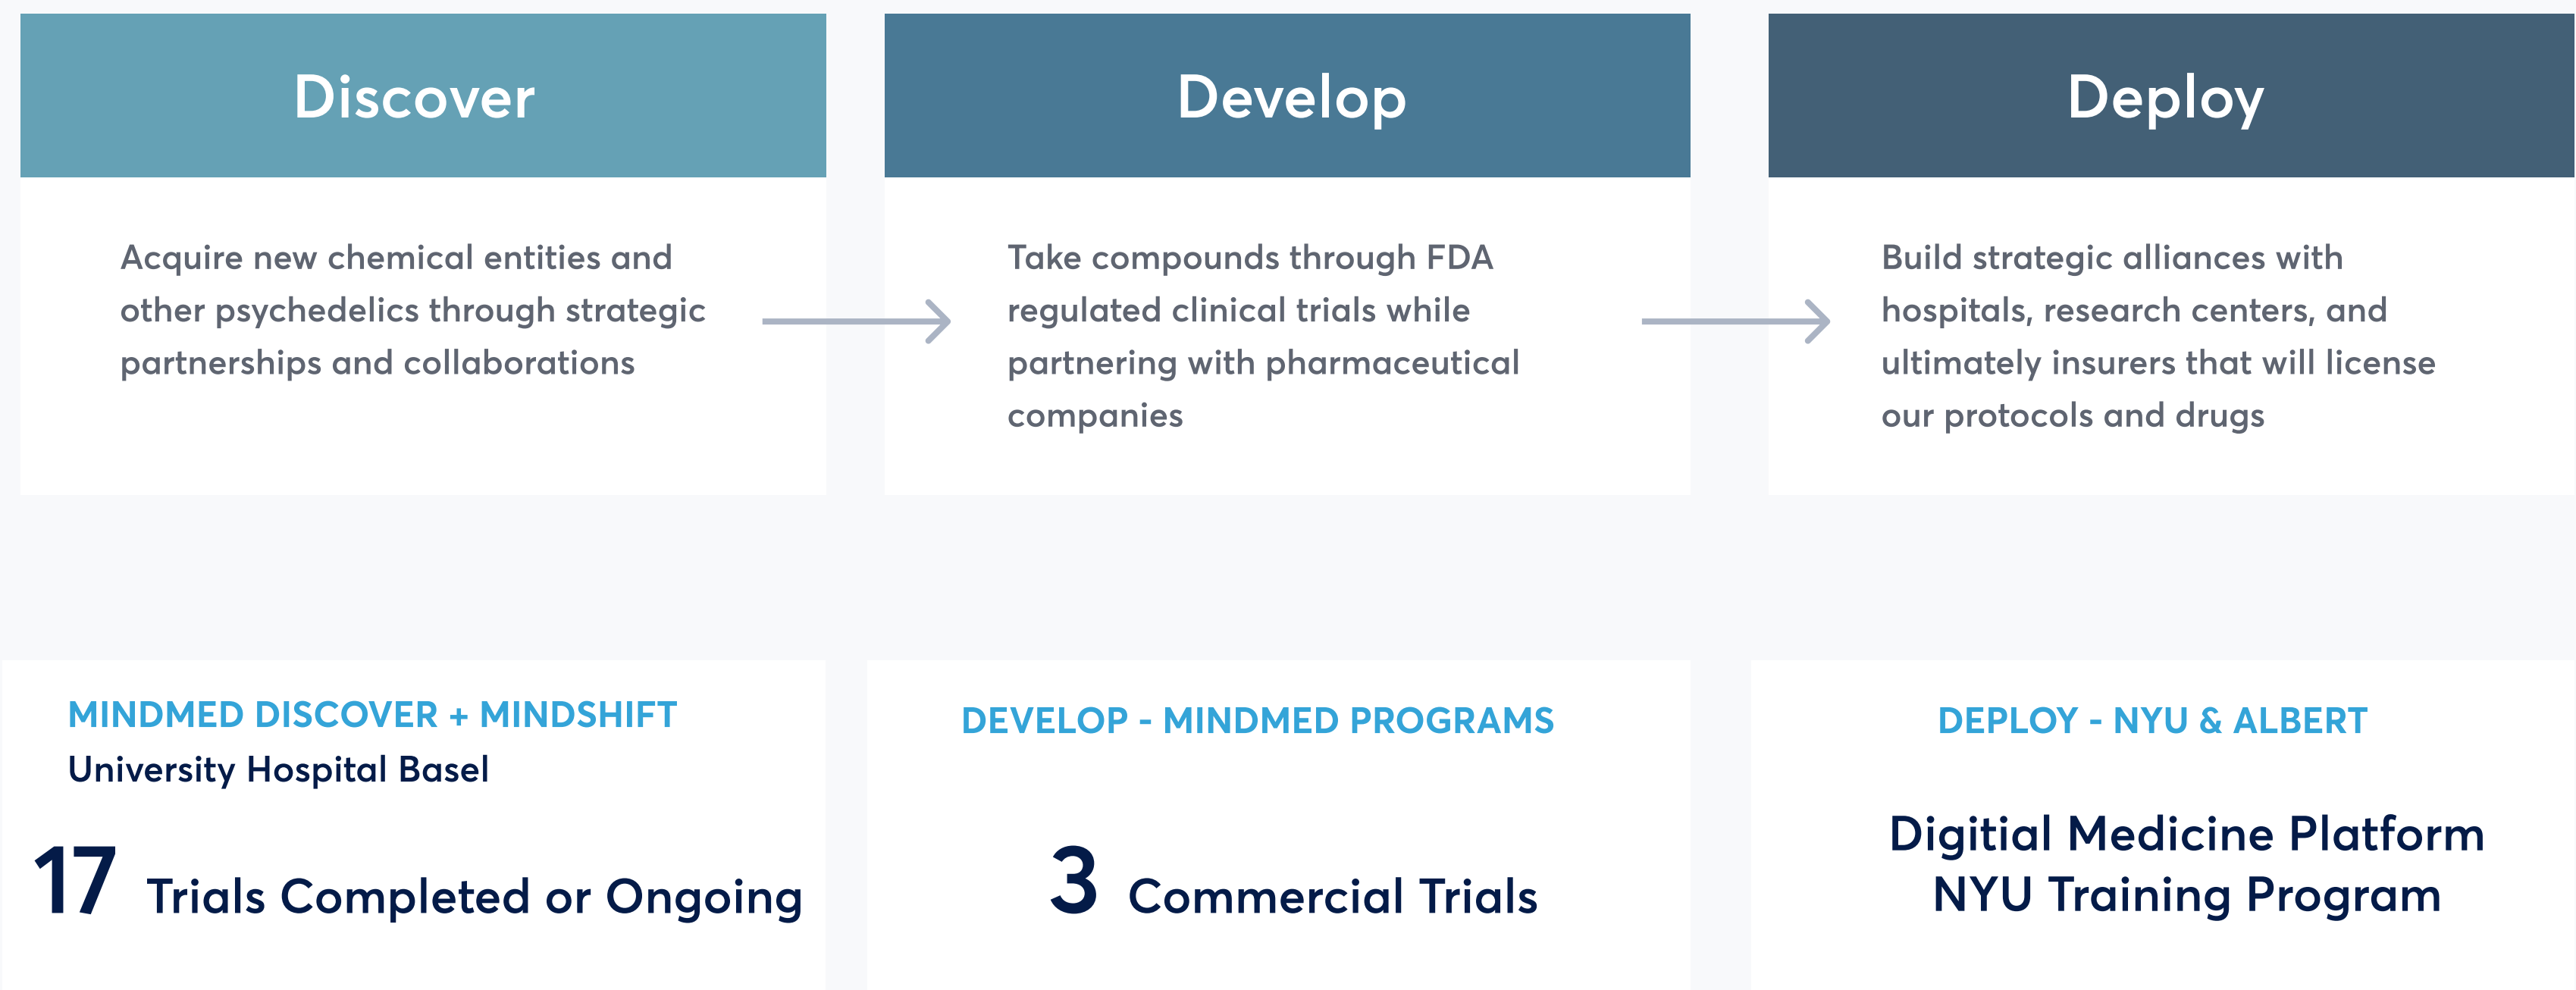 Discover
Acquire new chemical entities and
other psychedelics through strategic
partnerships and collaborations
Develop
Take compounds through FDA
regulated clinical trials while
partnering with pharmaceutical
companies
Deploy
Build strategic alliances with
hospitals, research centers, and
ultimately insurers that will license
our protocols and drugs
MINDMED DISCOVER + MINDSHIFT
University Hospital Basel
17 Trials Completed or Ongoing
DEVELOP - MINDMED PROGRAMS
3 Commercial Trials
DEPLOY - NYU & ALBERT
Digitial Medicine Platform
NYU Training Program